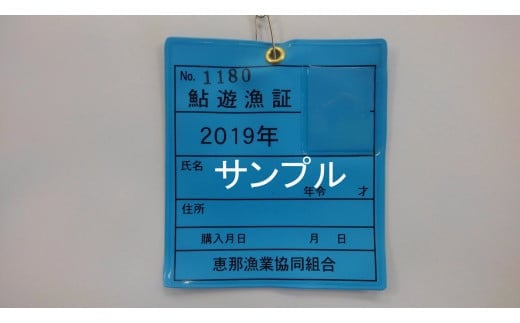 No. 1180
鮎遊漁証
2019年
氏名
サンプル
年令 才
住所
購入月日 月 日
恵那漁業協同組合